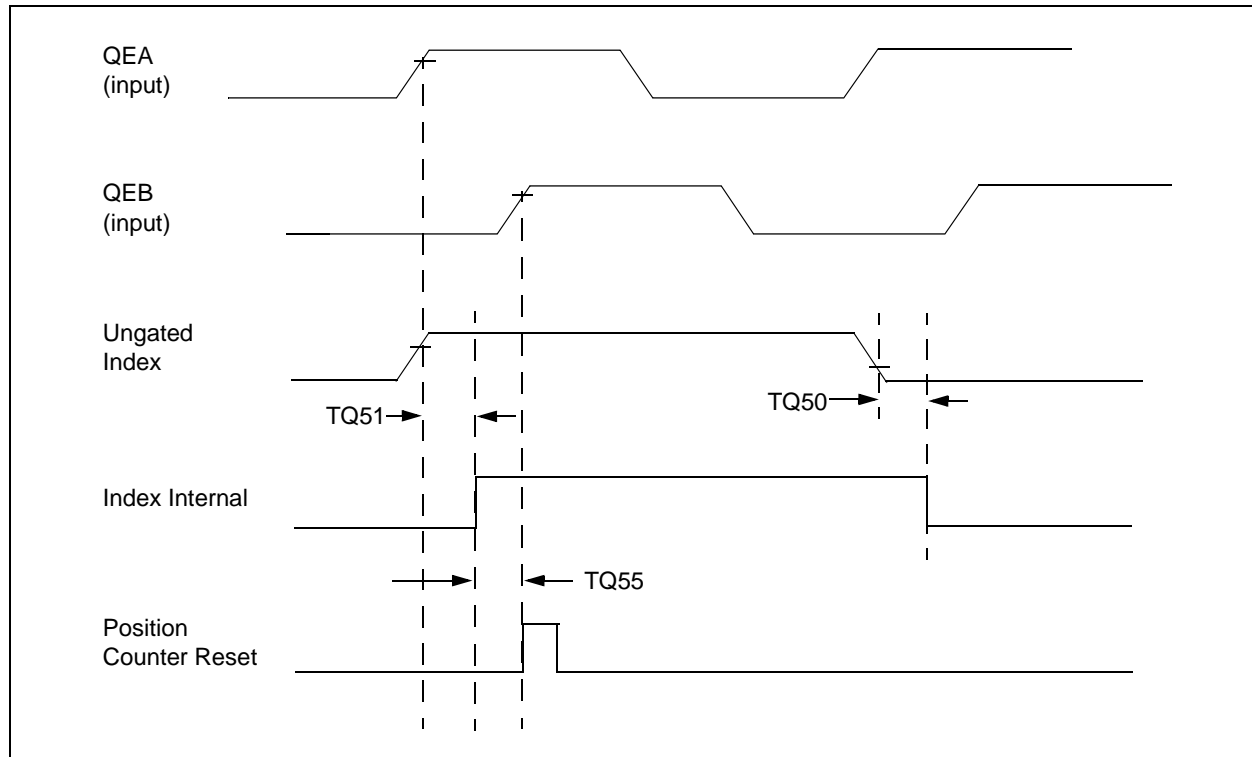 QEA
(input)
QEB
(input)
Ungated
Index
TQ51
TQ50
Index Internal
TQ55
Position
Counter Reset